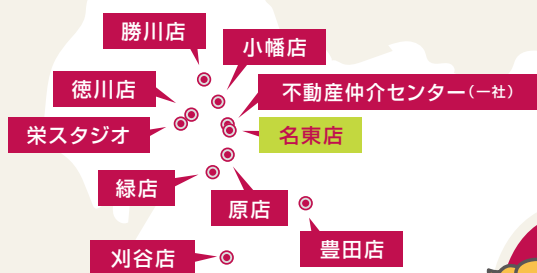 勝川店
小幡店
徳川店
不動産仲介センター(一社)
栄スタジオ
名東店
緑店
原店
豊田店
刈谷店